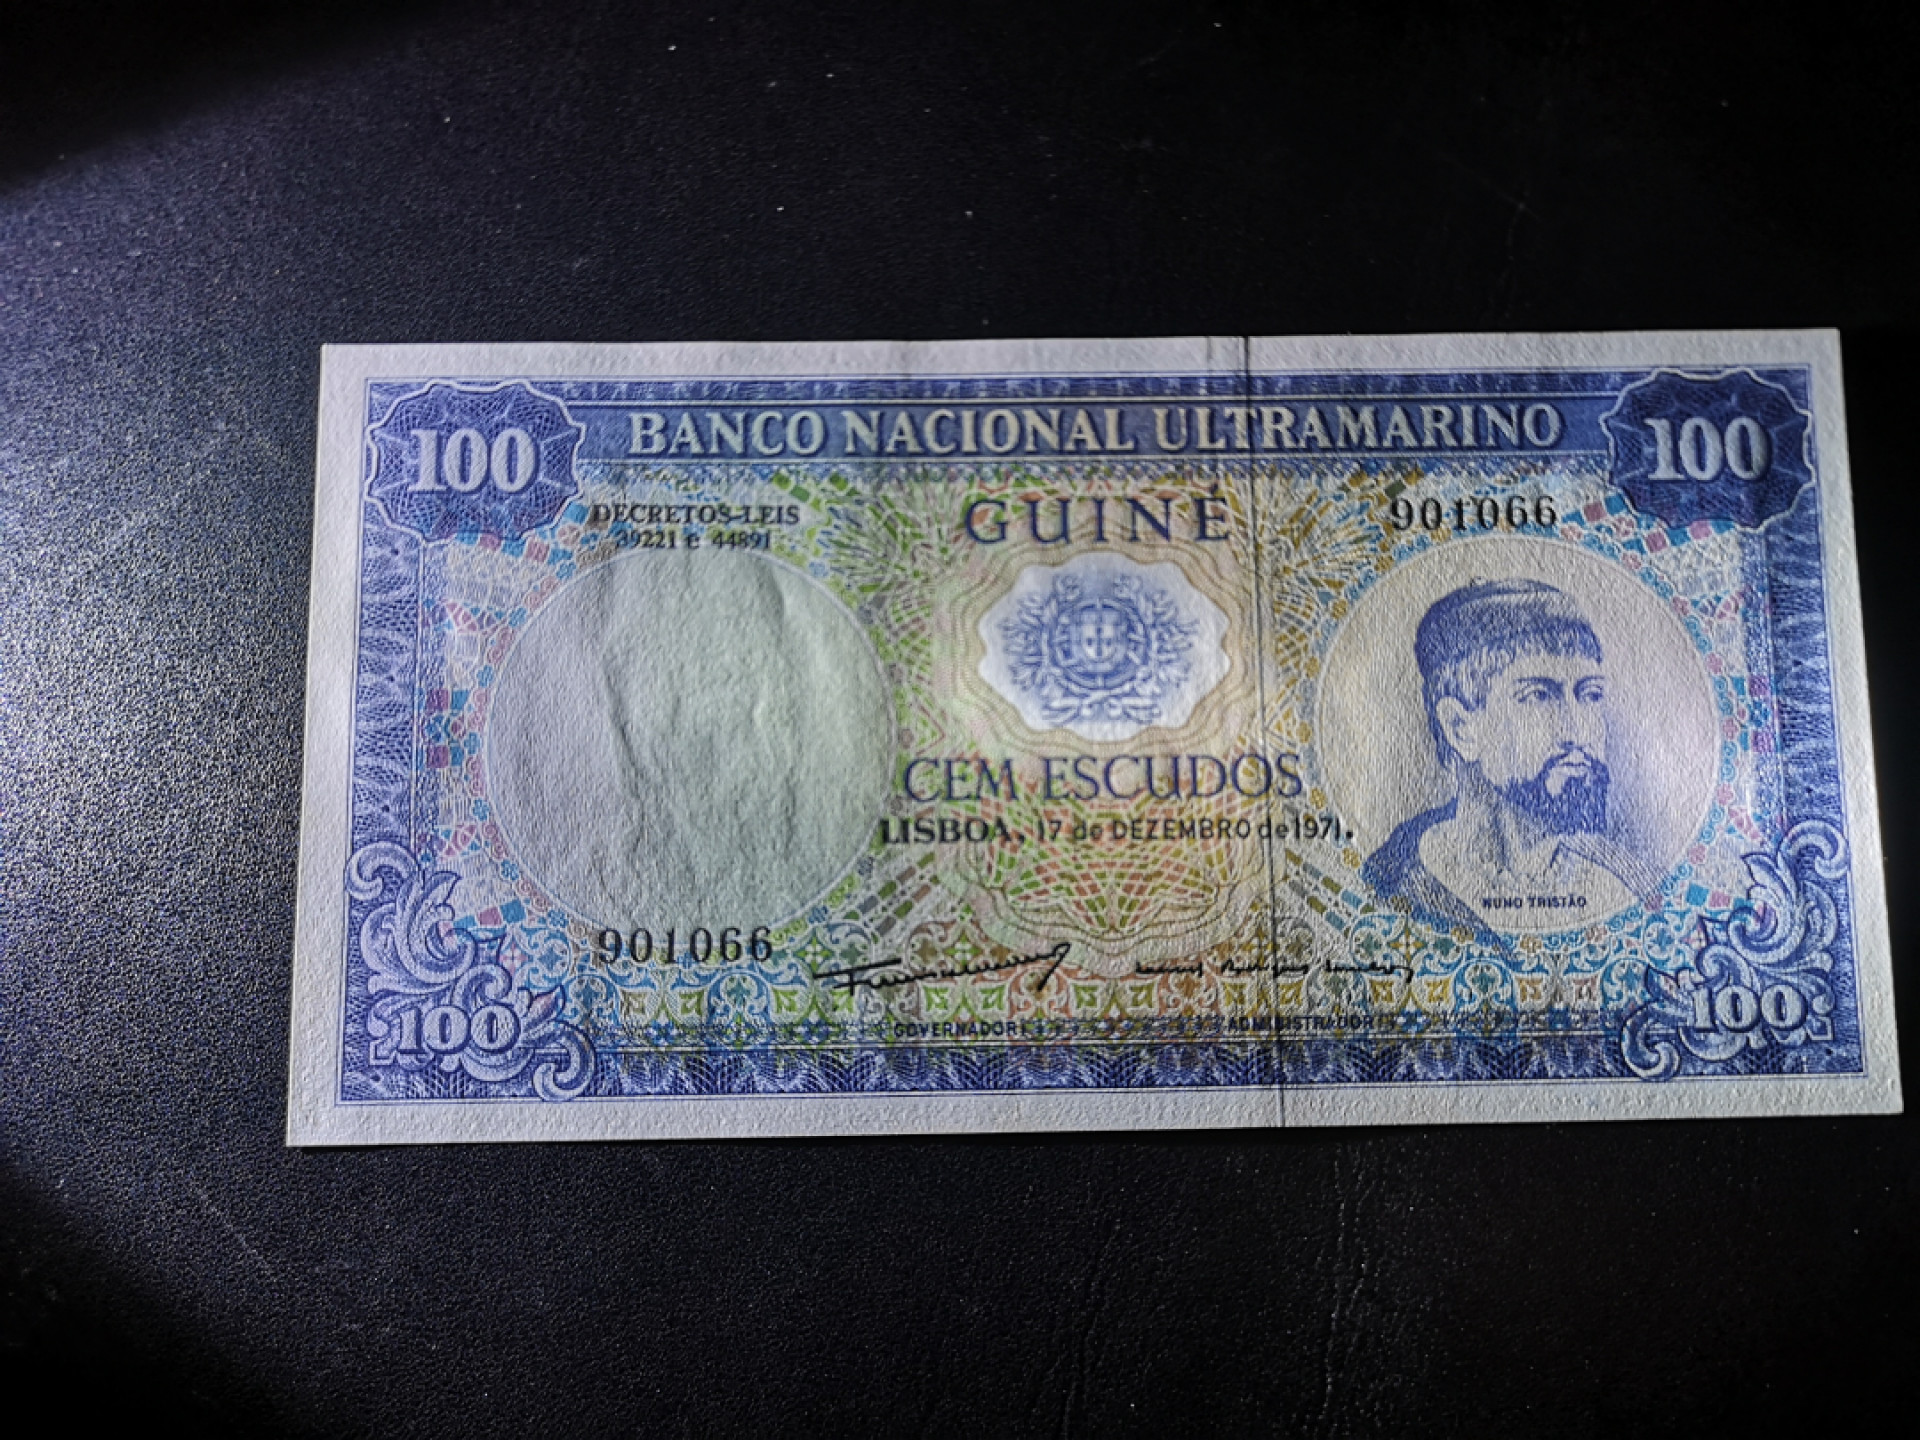 100 BANCO NACIONAL ULTRAMARINO 100
DECRETOS-LEIS
39221 e 44891
GUINÉ
901066
CEM ESCUDOS
LISBOA, 17 de DEZEMBRO de 1971.
NUNO TRISTÃO
901066
GOVERNADOR ADMINISTRADOR
100 100